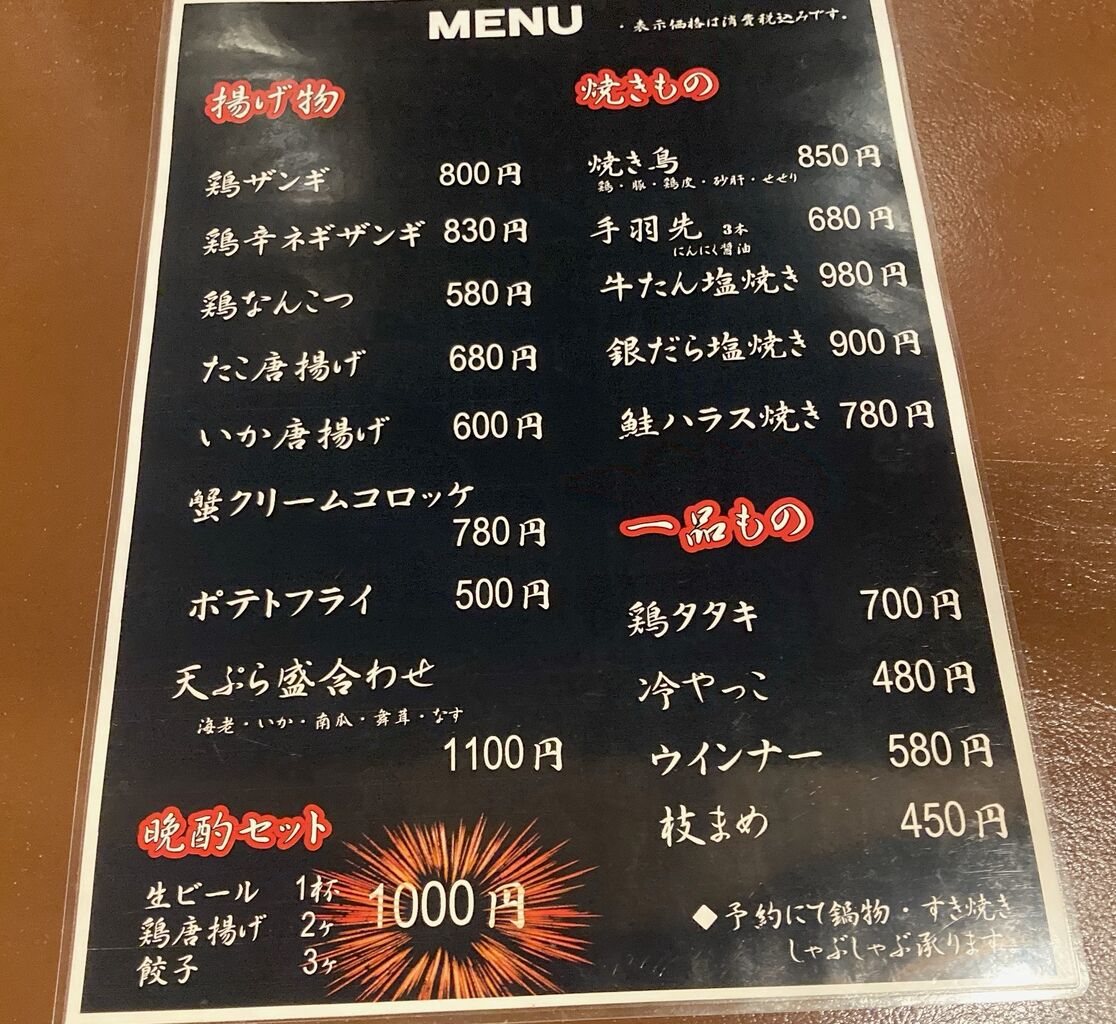 MENU
・表示価格は消費税込みです。
揚げ物
鶏ザンギ 800円
鶏辛ネギザンギ 830円
鶏なんこつ 580円
たこ唐揚げ 680円
いか唐揚げ 600円
蟹クリームコロッケ
780円
ポテトフライ 500円
天ぷら盛合わせ
海老・いか・南瓜・舞茸・なす
1100円
晩酌セット
生ビール 1杯
鶏唐揚げ 2ヶ
餃子 3ヶ
1000円
焼きもの
焼き鳥 850円
鶏・豚・鶏皮・砂肝・せせり
手羽先 3本 680円
にんにく醤油
牛たん塩焼き 980円
銀だら塩焼き 900円
鮭ハラス焼き 780円
一品もの
鶏タタキ 700円
冷やっこ 480円
ウインナー 580円
枝まめ 450円
◆予約にて鍋物・すき焼き
しゃぶしゃぶ承ります。